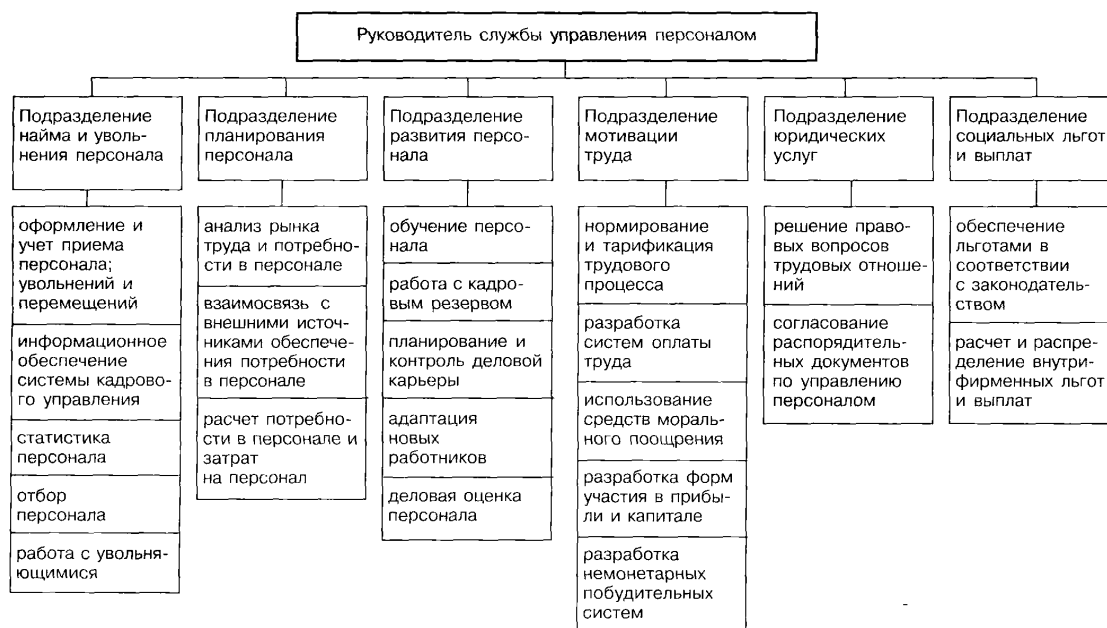 Руководитель службы управления персоналом
Подразделение
найма и уволь-
нения персонала
Подразделение
планирования
персонала
Подразделение
развития персо-
нала
Подразделение
мотивации
труда
Подразделение
юридических
услуг
Подразделение
социальных льгот
и выплат
оформление и
учет приема
персонала;
увольнений и
перемещений
информационное
обеспечение
системы кадрово-
го управления
статистика
персонала
отбор
персонала
работа с увольня-
ющимися
анализ рынка
труда и потребно-
сти в персонале
взаимосвязь с
внешними источ-
никами обеспече-
ния потребности
в персонале
расчет потребно-
сти в персонале и
затрат
на персонал
обучение персо-
нала
работа с кадро-
вым резервом
планирование и
контроль деловой
карьеры
адаптация
новых
работников
деловая оценка
персонала
нормирование
и тарификация
трудового
процесса
разработка
систем оплаты
труда
использование
средств мораль-
ного поощрения
разработка форм
участия в прибы-
ли и капитале
разработка
немонетарных
побудительных
систем
решение право-
вых вопросов
трудовых отноше-
ний
согласование
распорядитель-
ных документов
по управлению
персоналом
обеспечение
льготами в
соответствии
с законодатель-
ством
расчет и распре-
деление внутри-
фирменных льгот
и выплат